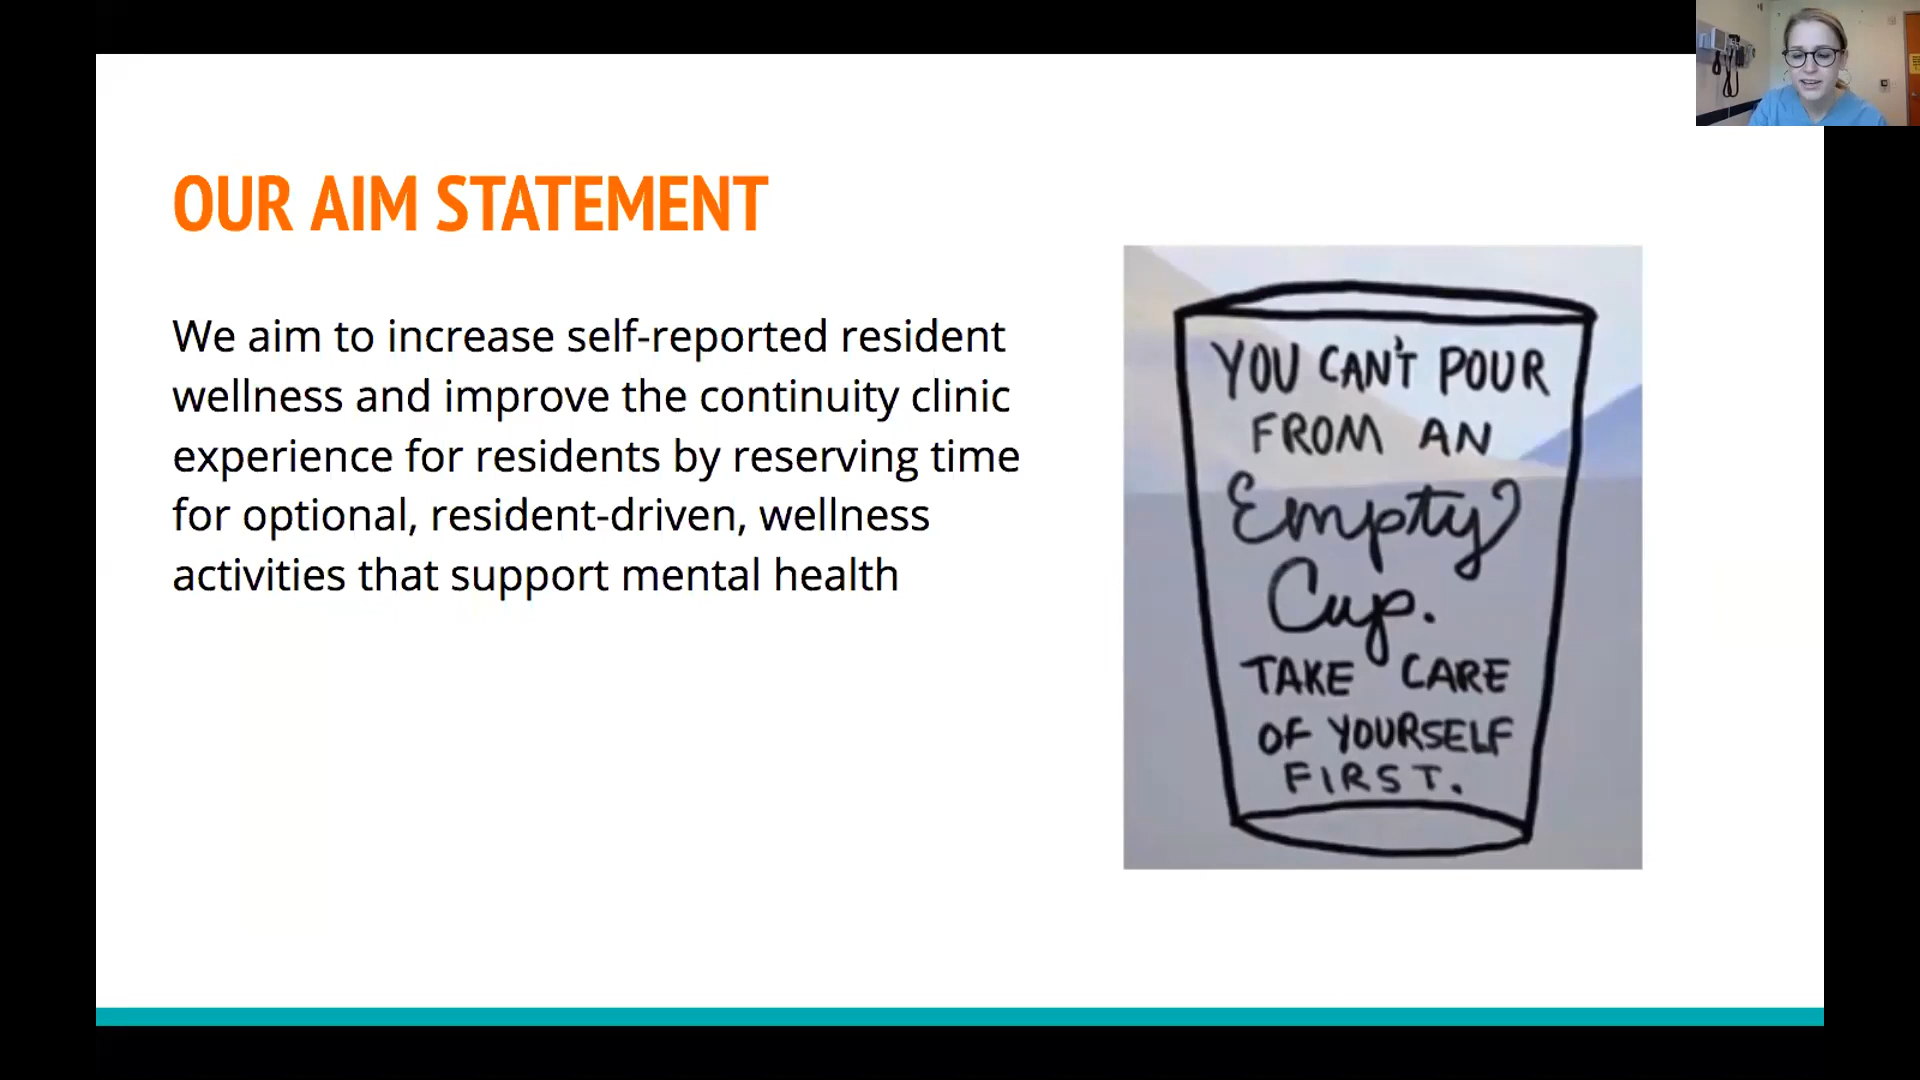 OUR AIM STATEMENT
We aim to increase self-reported resident
wellness and improve the continuity clinic
experience for residents by reserving time
for optional, resident-driven, wellness
activities that support mental health
YOU CAN'T POUR
FROM AN
Empty
Cup.
TAKE CARE
OF YOURSELF
FIRST.